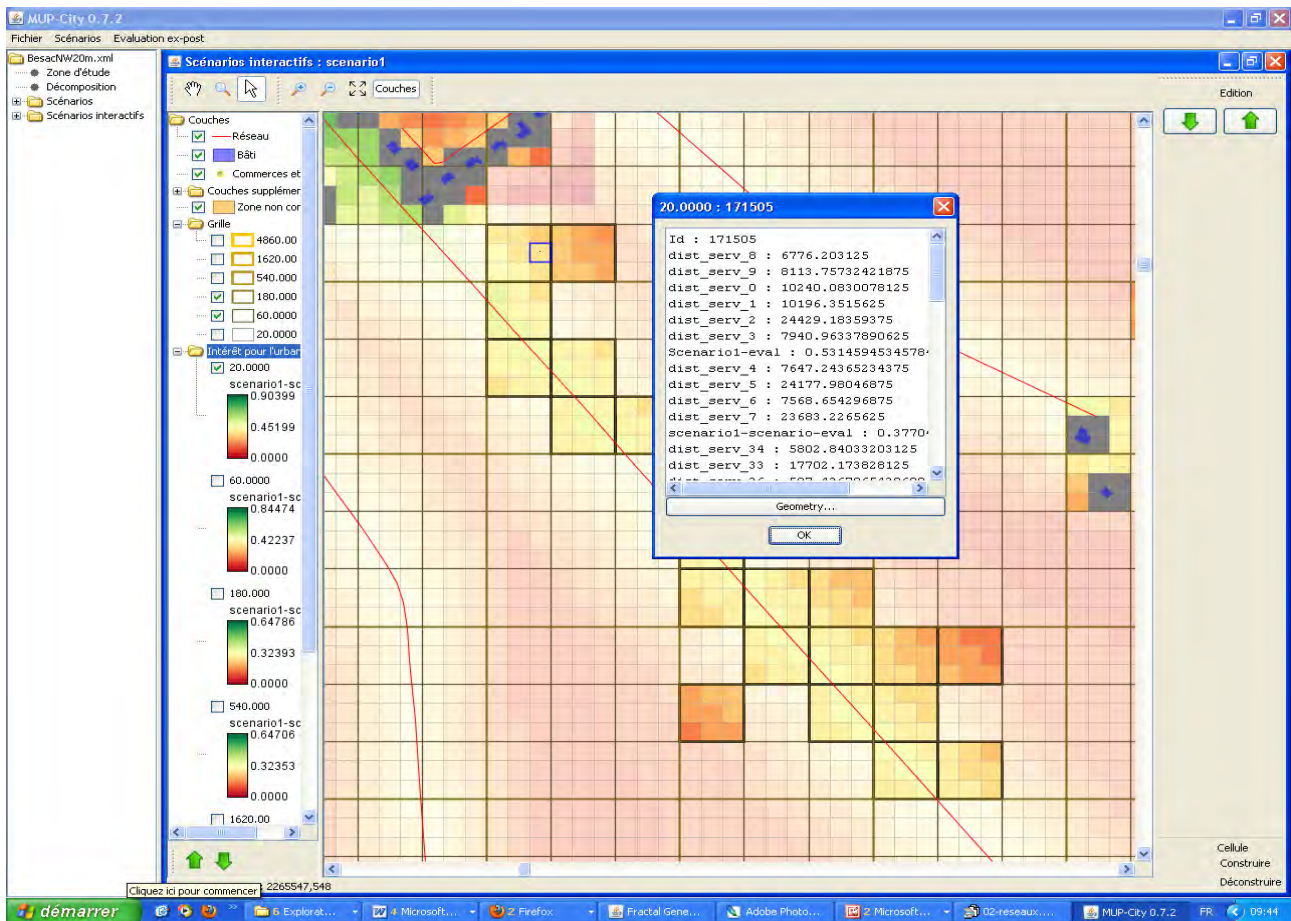 MUP-City 0.7.2
Fichier Scénarios Evaluation ex-post
BesacNW20m.xml
Zone d'étude
Décomposition
Scénarios
Scénarios interactifs
Scénarios interactifs : scenario1
Couches
Couches
Réseau
Bâti
Commerces et
Couches supplémer
Zone non cor
Grille
4860.00
1620.00
540.000
180.000
60.0000
20.0000
Intérêt pour l'urbar
20.0000
scenario1-sc
0.90399
0.45199
0.0000
60.0000
scenario1-sc
0.84474
0.42237
0.0000
180.000
scenario1-sc
0.64786
0.32393
0.0000
540.000
scenario1-sc
0.64706
0.32353
0.0000
1620.00
20.0000 : 171505
Id : 171505
dist_serv_8 : 6776.203125
dist_serv_9 : 8113.75732421875
dist_serv_0 : 10240.0830078125
dist_serv_1 : 10196.3515625
dist_serv_2 : 24429.18359375
dist_serv_3 : 7940.96337890625
Scenario1-eval : 0.5314594534578
dist_serv_4 : 7647.24365234375
dist_serv_5 : 24177.98046875
dist_serv_6 : 7568.654296875
dist_serv_7 : 23683.2265625
scenario1-scenario-eval : 0.3770
dist_serv_34 : 5802.84033203125
dist_serv_33 : 17702.173828125
Geometry...
OK
Edition
Cellule
Construire
Déconstruire
Cliquez ici pour commencer
2265547,548
démarrer
6 Explorat...
4 Microsoft...
2 Firefox
Fractal Gene...
Adobe Photo...
2 Microsoft...
02-reseaux....
MUP-City 0.7.2
FR
09:44